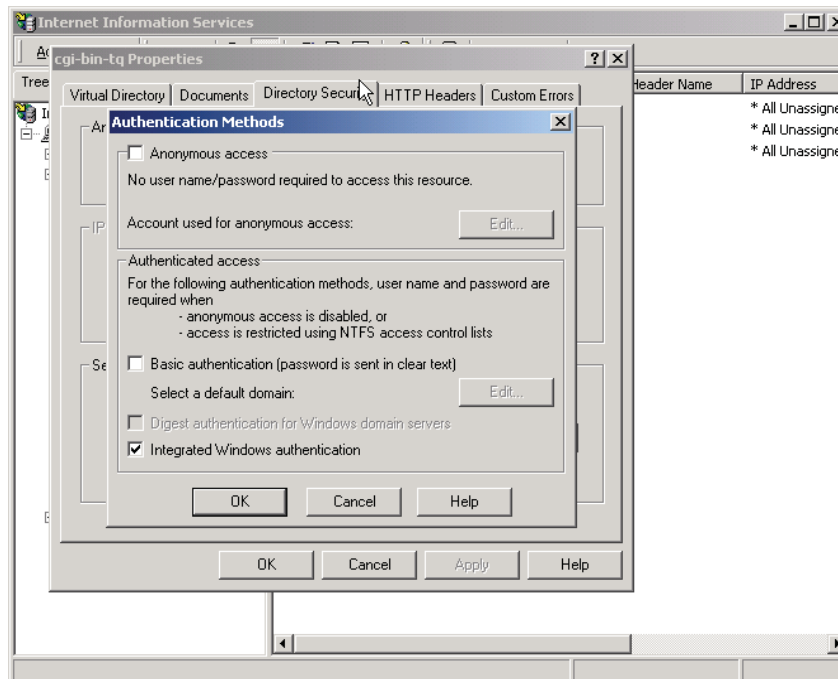 Internet Information Services
cgi-bin-tq Properties
Tree
Header Name
IP Address
Virtual Directory
Documents
Directory Securi
HTTP Headers
Custom Errors
* All Unassigne
* All Unassigne
* All Unassigne
Authentication Methods
Anonymous access
No user name/password required to access this resource.
Account used for anonymous access:
Edit...
Authenticated access
For the following authentication methods, user name and password are
required when
- anonymous access is disabled, or
- access is restricted using NTFS access control lists
Basic authentication (password is sent in clear text)
Select a default domain:
Edit...
Digest authentication for Windows domain servers
Integrated Windows authentication
OK
Cancel
Help
OK
Cancel
Apply
Help